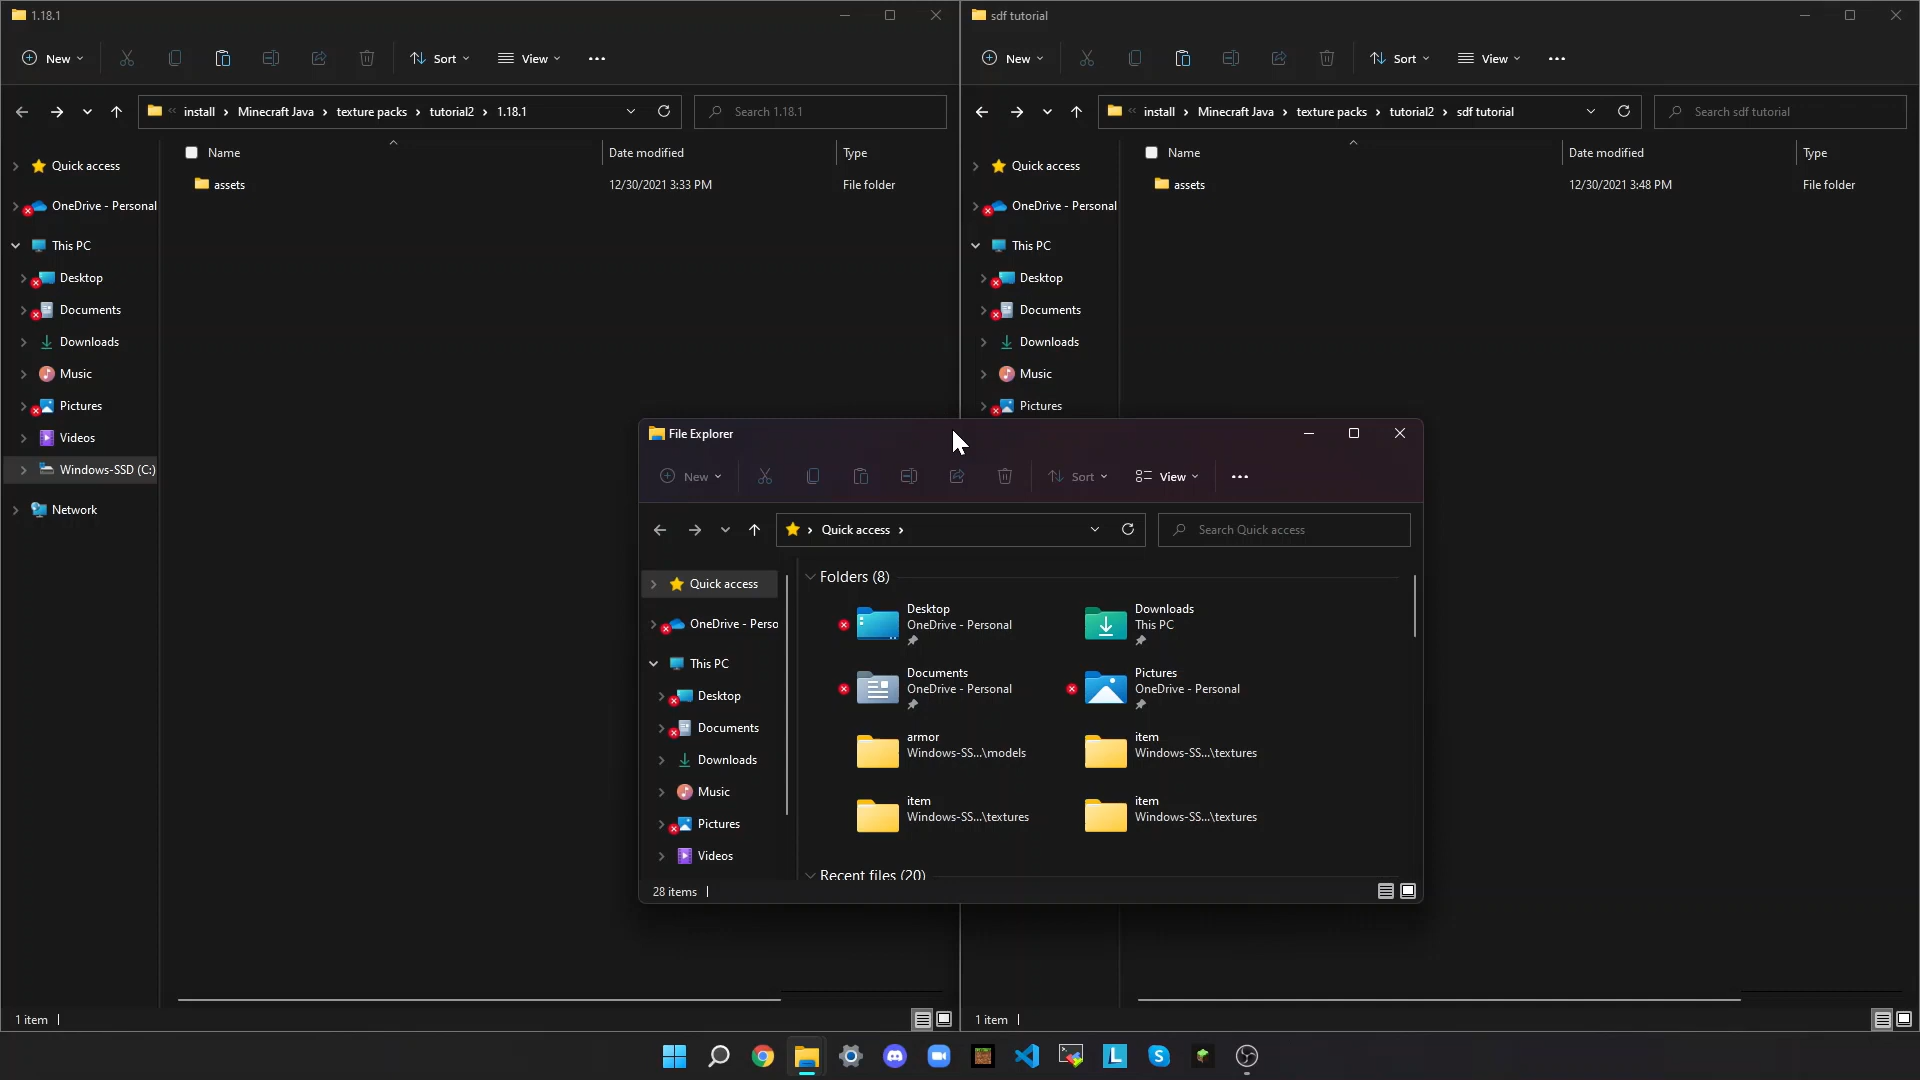 1.18.1
New
Sort
View
install
Minecraft Java
texture packs
tutorial2
1.18.1
Search 1.18.1
Name
Date modified
Type
assets
12/30/2021 3:33 PM
File folder
Quick access
OneDrive - Personal
This PC
Desktop
Documents
Downloads
Music
Pictures
Videos
Windows-SSD (C:)
Network
1 item
sdf tutorial
New
Sort
View
install
Minecraft Java
texture packs
tutorial2
sdf tutorial
Search sdf tutorial
Name
Date modified
Type
assets
12/30/2021 3:48 PM
File folder
Quick access
OneDrive - Personal
This PC
Desktop
Documents
Downloads
Music
Pictures
1 item
File Explorer
New
Sort
View
Quick access
Search Quick access
Quick access
OneDrive - Perso
This PC
Desktop
Documents
Downloads
Music
Pictures
Videos
Folders (8)
Desktop
OneDrive - Personal
Downloads
This PC
Documents
OneDrive - Personal
Pictures
OneDrive - Personal
armor
Windows-SS...\models
item
Windows-SS...\textures
item
Windows-SS...\textures
item
Windows-SS...\textures
Recent files (20)
28 items
L
S